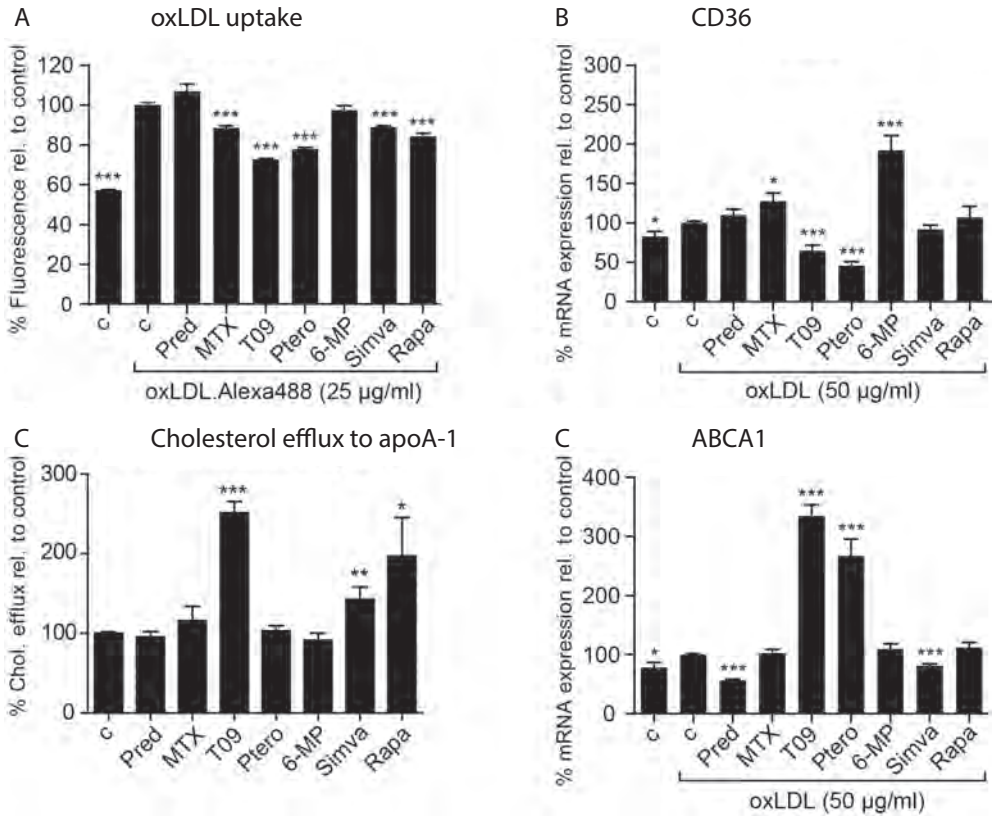 A oxLDL uptake
% Fluorescence rel. to control
120
100
80
60
40
20
0
***
***
***
***
***
***
c
c
Pred
MTX
T09
Ptero
6-MP
Simva
Rapa
oxLDL.Alexa488 (25 µg/ml)
B CD36
% mRNA expression rel. to control
300
250
200
150
100
50
0
*
*
***
***
***
c
c
Pred
MTX
T09
Ptero
6-MP
Simva
Rapa
oxLDL (50 µg/ml)
C Cholesterol efflux to apoA-1
% Chol. efflux rel. to control
300
200
100
0
***
**
*
c
Pred
MTX
T09
Ptero
6-MP
Simva
Rapa
C ABCA1
% mRNA expression rel. to control
400
300
200
100
0
*
***
***
***
***
c
c
Pred
MTX
T09
Ptero
6-MP
Simva
Rapa
oxLDL (50 µg/ml)